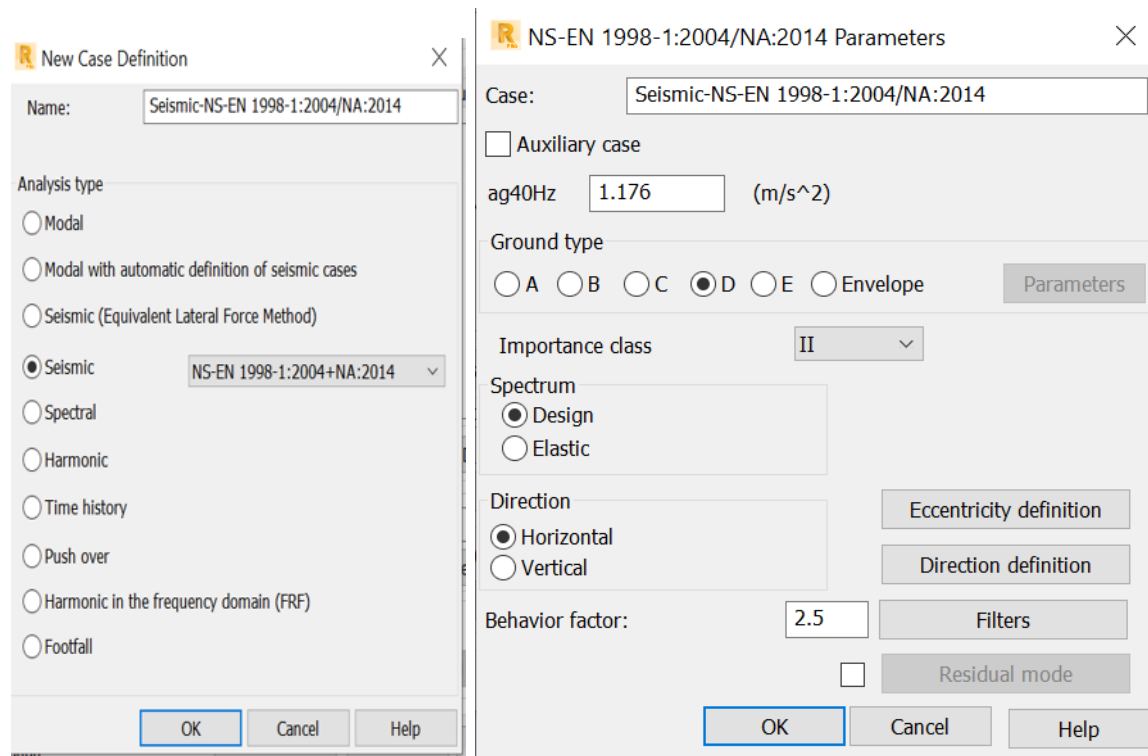 New Case Definition
Name:
Seismic-NS-EN 1998-1:2004/NA:2014
Analysis type
Modal
Modal with automatic definition of seismic cases
Seismic (Equivalent Lateral Force Method)
Seismic
NS-EN 1998-1:2004+NA:2014
Spectral
Harmonic
Time history
Push over
Harmonic in the frequency domain (FRF)
Footfall
OK
Cancel
Help
NS-EN 1998-1:2004/NA:2014 Parameters
Case:
Seismic-NS-EN 1998-1:2004/NA:2014
Auxiliary case
ag40Hz
1.176
(m/s^2)
Ground type
A
B
C
D
E
Envelope
Parameters
Importance class
II
Spectrum
Design
Elastic
Direction
Horizontal
Vertical
Eccentricity definition
Direction definition
Behavior factor:
2.5
Filters
Residual mode
OK
Cancel
Help